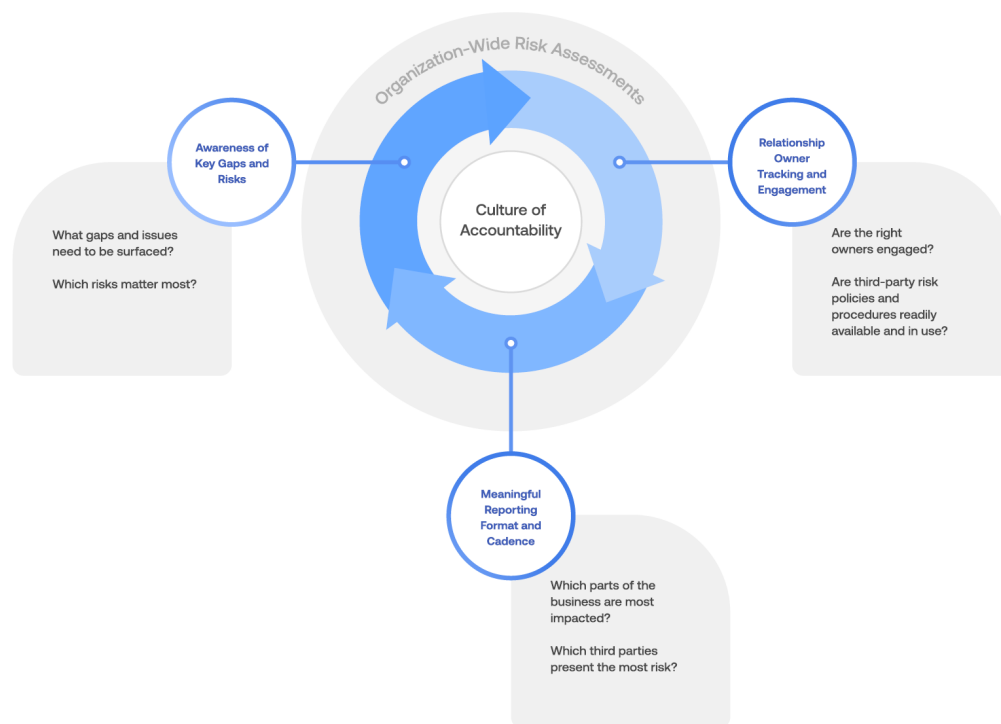 Organization-Wide Risk Assessments
Awareness of
Key Gaps and
Risks
What gaps and issues
need to be surfaced?
Which risks matter most?
Culture of
Accountability
Relationship
Owner
Tracking and
Engagement
Are the right
owners engaged?
Are third-party risk
policies and
procedures readily
available and in use?
Meaningful
Reporting
Format and
Cadence
Which parts of the
business are most
impacted?
Which third parties
present the most risk?